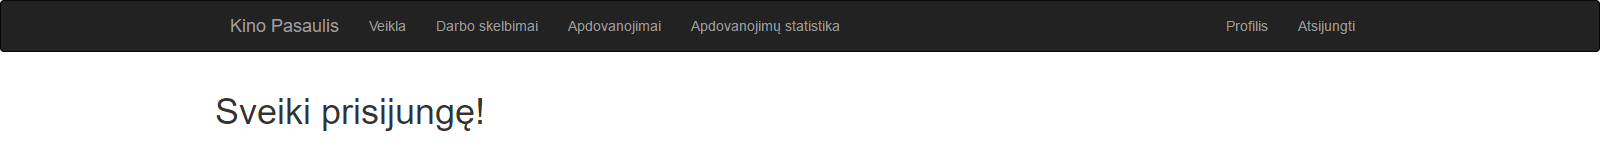 Kino Pasaulis Veikla Darbo skelbimai Apdovanojimai Apdovanojimų statistika Profilis Atsijungti
Sveiki prisijungę!